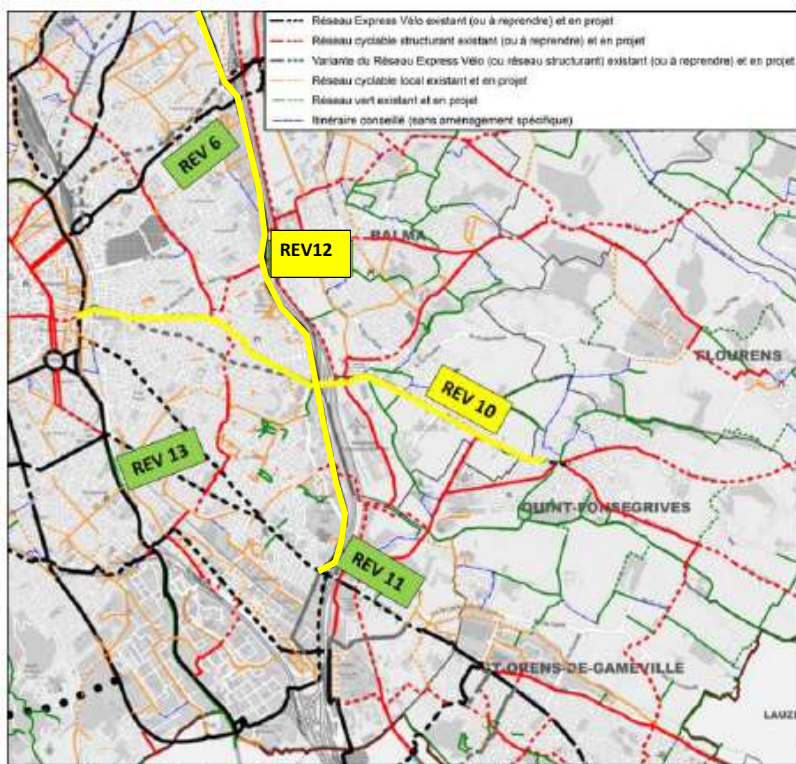 Réseau Express Vélo existant (ou à reprendre) et en projet
Réseau cyclable structurant existant (ou à reprendre) et en projet
Variante du Réseau Express Vélo (ou réseau structurant) existant (ou à reprendre) et en projet
Réseau cyclable local existant et en projet
Réseau vert existant et en projet
Itinéraire conseillé (sans aménagement spécifique)
REV 6
REV12
BALMA
FLOURENS
REV 10
REV 13
QUINT-FONSEGRIVES
REV 11
ST-ORENS-DE-GAMEVILLE
LAUZ